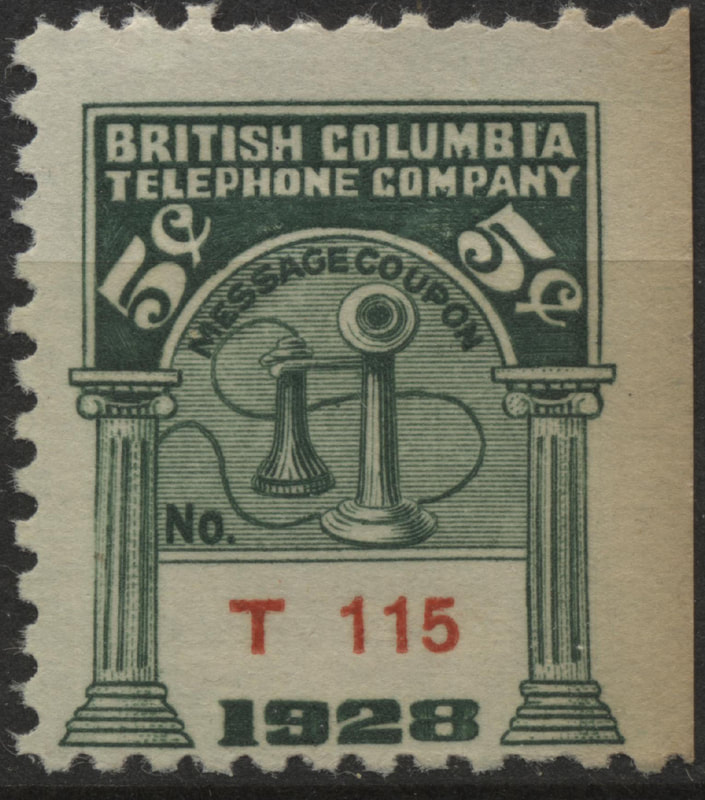 BRITISH COLUMBIA
TELEPHONE COMPANY
5¢ 5¢
MESSAGE COUPON
No.
T 115
1928